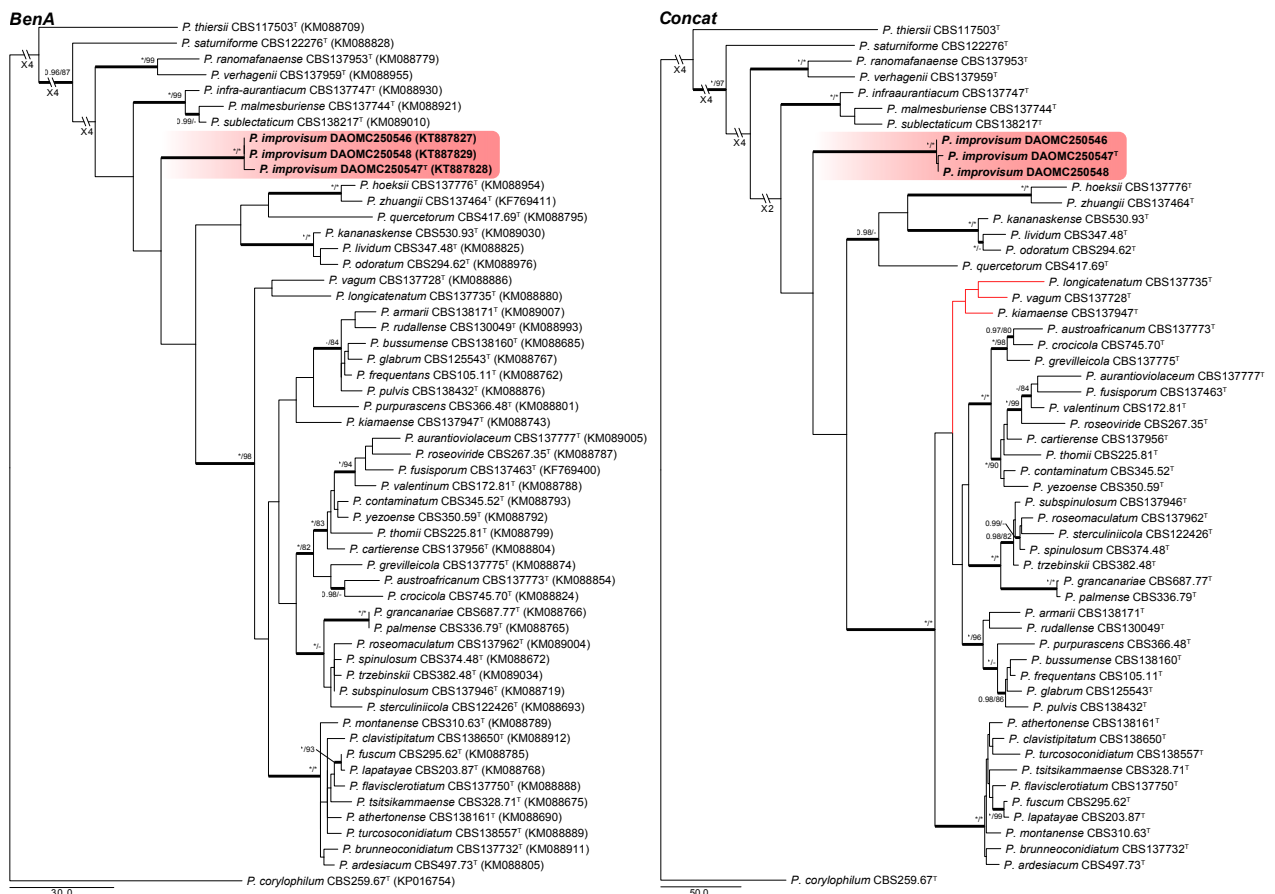 BenA
P. thiersii CBS117503ᵀ (KM088709)
X4
P. saturniforme CBS122276ᵀ (KM088828)
0.96/87
X4
P. ranomafanaense CBS137953ᵀ (KM088779)
*/99
P. verhagenii CBS137959ᵀ (KM088955)
X4
P. infra-aurantiacum CBS137747ᵀ (KM088930)
*/99
P. malmesburiense CBS137744ᵀ (KM088921)
P. sublectaticum CBS138217ᵀ (KM089010)
0.99/-
P. improvisum DAOMC250546 (KT887827)
P. improvisum DAOMC250548 (KT887829)
*/*
P. improvisum DAOMC250547ᵀ (KT887828)
P. hoeksii CBS137776ᵀ (KM088954)
*/*
P. zhuangii CBS137464ᵀ (KF769411)
P. quercetorum CBS417.69ᵀ (KM088795)
P. kananaskense CBS530.93ᵀ (KM089030)
*/*
P. lividum CBS347.48ᵀ (KM088825)
P. odoratum CBS294.62ᵀ (KM088976)
P. vagum CBS137728ᵀ (KM088886)
P. longicatenatum CBS137735ᵀ (KM088880)
P. armarii CBS138171ᵀ (KM089007)
P. rudallense CBS130049ᵀ (KM088993)
P. bussumense CBS138160ᵀ (KM088685)
-/84
P. glabrum CBS125543ᵀ (KM088767)
P. frequentans CBS105.11ᵀ (KM088762)
P. pulvis CBS138432ᵀ (KM088876)
P. purpurascens CBS366.48ᵀ (KM088801)
P. kiamaense CBS137947ᵀ (KM088743)
P. aurantioviolaceum CBS137777ᵀ (KM089005)
P. roseoviride CBS267.35ᵀ (KM088787)
*/98
P. fusisporum CBS137463ᵀ (KF769400)
*/94
P. valentinum CBS172.81ᵀ (KM088788)
P. contaminatum CBS345.52ᵀ (KM088793)
P. yezoense CBS350.59ᵀ (KM088792)
*/83
P. thomii CBS225.81ᵀ (KM088799)
*/82
P. cartierense CBS137956ᵀ (KM088804)
P. grevilleicola CBS137775ᵀ (KM088874)
P. austroafricanum CBS137773ᵀ (KM088854)
P. crocicola CBS745.70ᵀ (KM088824)
0.98/-
P. grancanariae CBS687.77ᵀ (KM088766)
*/*
P. palmense CBS336.79ᵀ (KM088765)
P. roseomaculatum CBS137962ᵀ (KM089004)
*/-
P. spinulosum CBS374.48ᵀ (KM088672)
P. trzebinskii CBS382.48ᵀ (KM089034)
P. subspinulosum CBS137946ᵀ (KM088719)
P. sterculiniicola CBS122426ᵀ (KM088693)
P. montanense CBS310.63ᵀ (KM088789)
P. clavistipitatum CBS138650ᵀ (KM088912)
*/93
P. fuscum CBS295.62ᵀ (KM088785)
P. lapatayae CBS203.87ᵀ (KM088768)
*/*
P. flavisclerotiatum CBS137750ᵀ (KM088888)
P. tsitsikammaense CBS328.71ᵀ (KM088675)
P. athertonense CBS138161ᵀ (KM088690)
P. turcosoconidiatum CBS138557ᵀ (KM088889)
P. brunneoconidiatum CBS137732ᵀ (KM088911)
P. ardesiacum CBS497.73ᵀ (KM088805)
P. corylophilum CBS259.67ᵀ (KP016754)
30.0
Concat
P. thiersii CBS117503ᵀ
X4
P. saturniforme CBS122276ᵀ
*/97
X4
P. ranomafanaense CBS137953ᵀ
*/*
P. verhagenii CBS137959ᵀ
X4
P. infraaurantiacum CBS137747ᵀ
*/*
P. malmesburiense CBS137744ᵀ
P. sublectaticum CBS138217ᵀ
P. improvisum DAOMC250546
*/*
P. improvisum DAOMC250547ᵀ
P. improvisum DAOMC250548
P. hoeksii CBS137776ᵀ
*/*
P. zhuangii CBS137464ᵀ
X2
P. kananaskense CBS530.93ᵀ
*/*
P. lividum CBS347.48ᵀ
0.98/-
P. odoratum CBS294.62ᵀ
*/-
P. quercetorum CBS417.69ᵀ
P. longicatenatum CBS137735ᵀ
P. vagum CBS137728ᵀ
P. kiamaense CBS137947ᵀ
P. austroafricanum CBS137773ᵀ
0.97/80
P. crocicola CBS745.70ᵀ
*/98
P. grevilleicola CBS137775ᵀ
P. aurantioviolaceum CBS137777ᵀ
-/84
P. fusisporum CBS137463ᵀ
*/*
P. valentinum CBS172.81ᵀ
*/99
P. roseoviride CBS267.35ᵀ
P. cartierense CBS137956ᵀ
P. thomii CBS225.81ᵀ
*/90
P. contaminatum CBS345.52ᵀ
P. yezoense CBS350.59ᵀ
P. subspinulosum CBS137946ᵀ
P. roseomaculatum CBS137962ᵀ
0.99/-
P. sterculiniicola CBS122426ᵀ
0.98/82
P. spinulosum CBS374.48ᵀ
P. trzebinskii CBS382.48ᵀ
*/*
P. grancanariae CBS687.77ᵀ
*/*
P. palmense CBS336.79ᵀ
P. armarii CBS138171ᵀ
*/*
P. rudallense CBS130049ᵀ
*/96
P. purpurascens CBS366.48ᵀ
P. bussumense CBS138160ᵀ
*/-
P. frequentans CBS105.11ᵀ
P. glabrum CBS125543ᵀ
0.98/86
P. pulvis CBS138432ᵀ
P. athertonense CBS138161ᵀ
P. clavistipitatum CBS138650ᵀ
P. turcosoconidiatum CBS138557ᵀ
P. tsitsikammaense CBS328.71ᵀ
P. flavisclerotiatum CBS137750ᵀ
P. fuscum CBS295.62ᵀ
P. lapatayae CBS203.87ᵀ
*/99
*/*
P. montanense CBS310.63ᵀ
P. brunneoconidiatum CBS137732ᵀ
P. ardesiacum CBS497.73ᵀ
P. corylophilum CBS259.67ᵀ
50.0